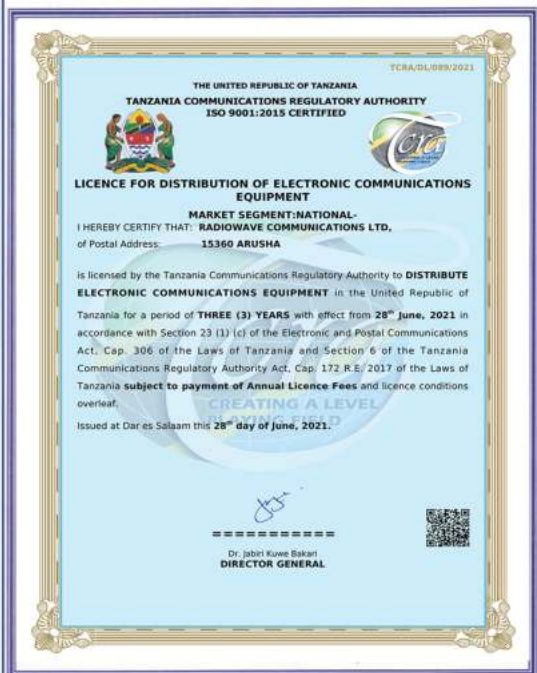 TCRA/DL/089/2021
THE UNITED REPUBLIC OF TANZANIA
TANZANIA COMMUNICATIONS REGULATORY AUTHORITY
ISO 9001:2015 CERTIFIED
Tcra
LICENCE FOR DISTRIBUTION OF ELECTRONIC COMMUNICATIONS
EQUIPMENT
MARKET SEGMENT:NATIONAL-
I HEREBY CERTIFY THAT: RADIOWAVE COMMUNICATIONS LTD,
of Postal Address: 15360 ARUSHA
is licensed by the Tanzania Communications Regulatory Authority to DISTRIBUTE
ELECTRONIC COMMUNICATIONS EQUIPMENT in the United Republic of
Tanzania for a period of THREE (3) YEARS with effect from 28th June, 2021 in
accordance with Section 23 (1) (c) of the Electronic and Postal Communications
Act, Cap. 306 of the Laws of Tanzania and Section 6 of the Tanzania
Communications Regulatory Authority Act, Cap. 172 R.E. 2017 of the Laws of
Tanzania subject to payment of Annual Licence Fees and licence conditions
overleaf.
CREATING A LEVEL
PLAYING FIELD
Issued at Dar es Salaam this 28th day of June, 2021.
Dr. Jabiri Kuwe Bakari
DIRECTOR GENERAL